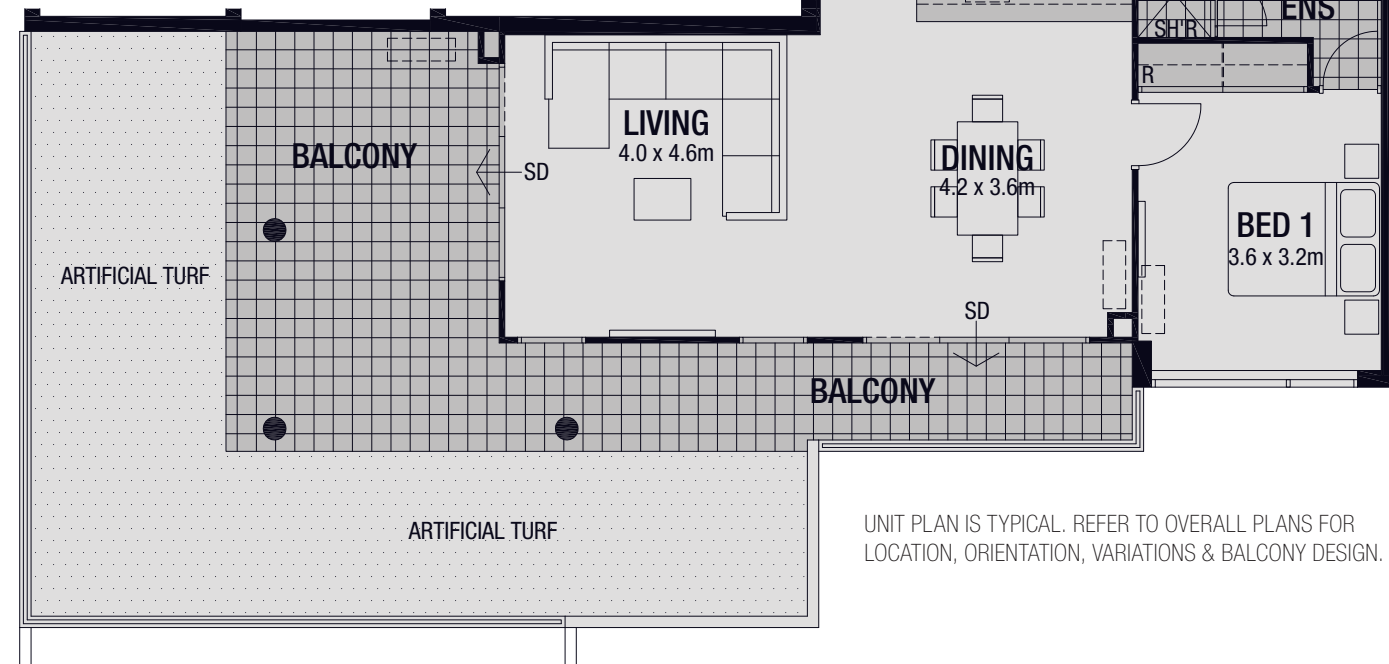 ENS
SH'R
R
LIVING
4.0 x 4.6m
BALCONY
SD
DINING
4.2 x 3.6m
BED 1
3.6 x 3.2m
ARTIFICIAL TURF
SD
BALCONY
ARTIFICIAL TURF
UNIT PLAN IS TYPICAL. REFER TO OVERALL PLANS FOR
LOCATION, ORIENTATION, VARIATIONS & BALCONY DESIGN.